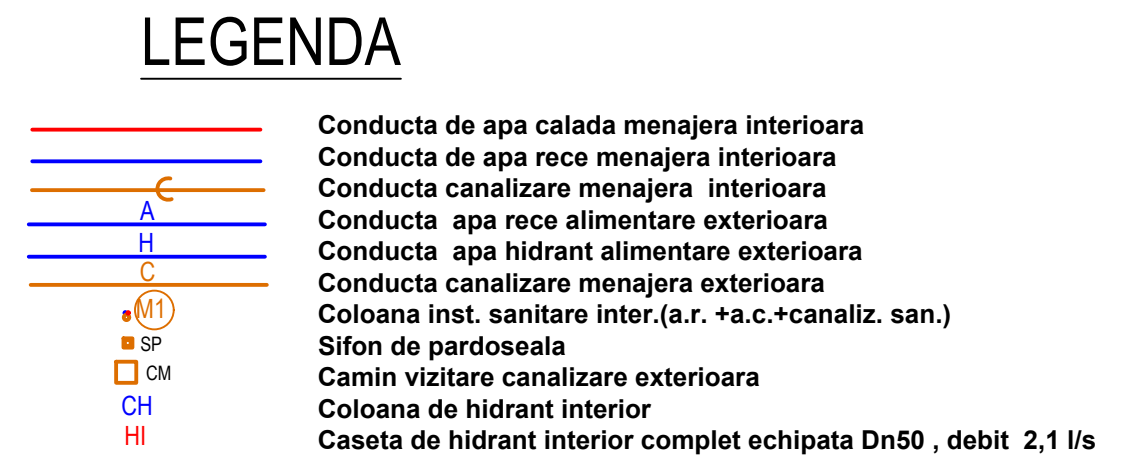 LEGENDA
Conducta de apa calada menajera interioara
Conducta de apa rece menajera interioara
Conducta canalizare menajera interioara
A Conducta apa rece alimentare exterioara
H Conducta apa hidrant alimentare exterioara
C Conducta canalizare menajera exterioara
M1 Coloana inst. sanitare inter.(a.r. +a.c.+canaliz. san.)
SP Sifon de pardoseala
CM Camin vizitare canalizare exterioara
CH Coloana de hidrant interior
HI Caseta de hidrant interior complet echipata Dn50 , debit 2,1 l/s